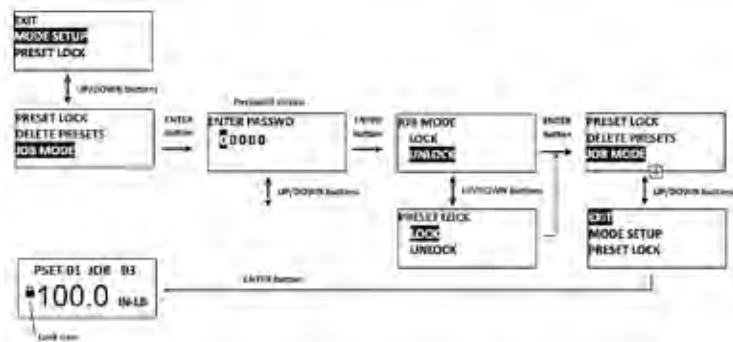 EXIT
MODE SETUP
PRESET LOCK
UP/DOWN buttons
PRESET LOCK
DELETE PRESETS
JOB MODE
ENTER
button
Password screen
ENTER PASSWD
00000
UP/DOWN buttons
ENTER
button
JOB MODE
LOCK
UNLOCK
UP/DOWN buttons
PRESET LOCK
LOCK
UNLOCK
ENTER
button
PRESET LOCK
DELETE PRESETS
JOB MODE
UP/DOWN buttons
EXIT
MODE SETUP
PRESET LOCK
ENTER button
PSET 01 JOB 03
100.0 IN-LB
Lock icon